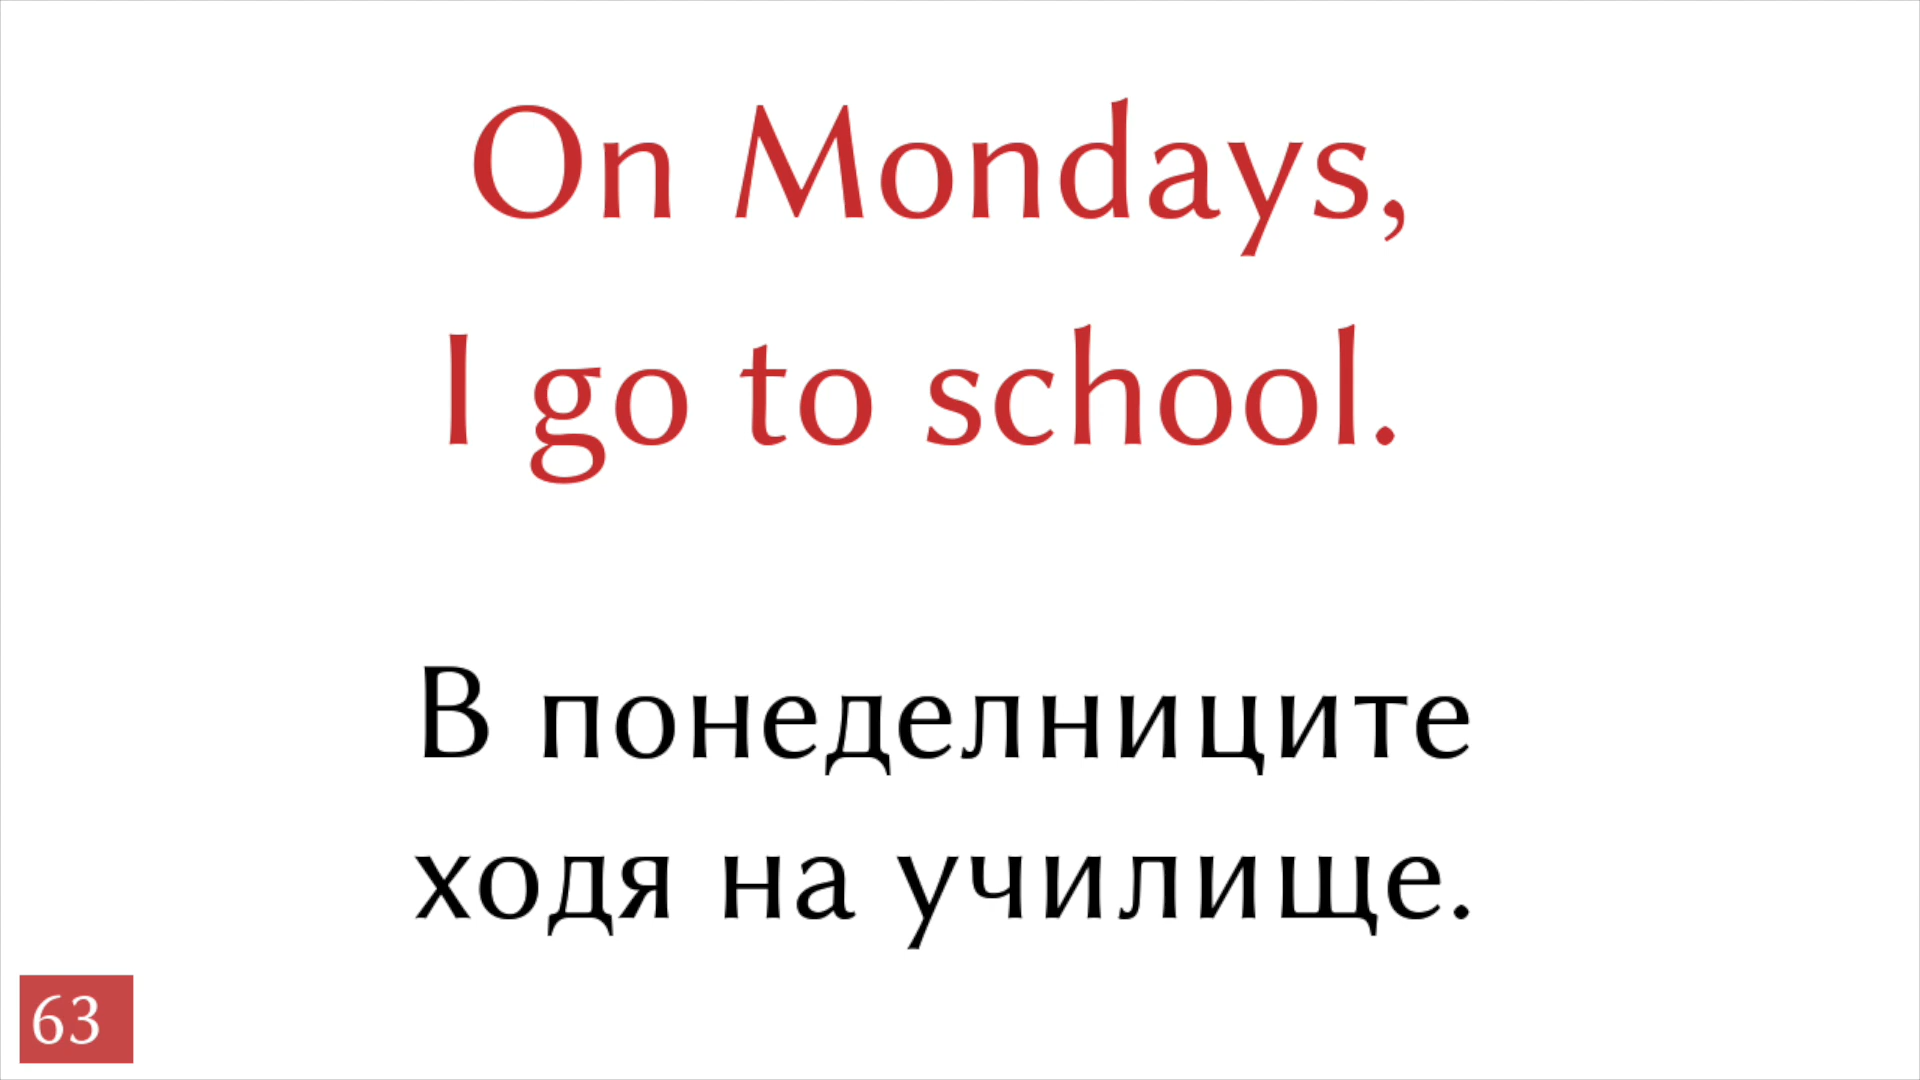 On Mondays,
I go to school.
В понеделниците
ходя на училище.
63